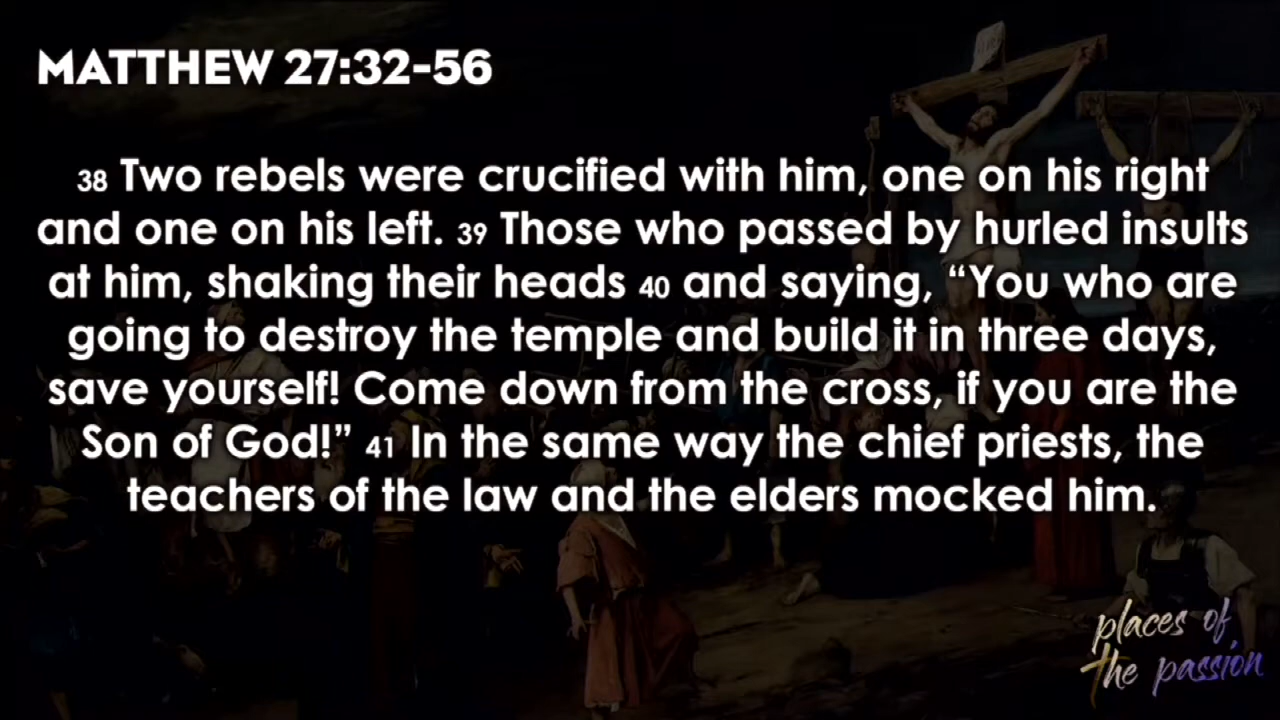 MATTHEW 27:32-56
38 Two rebels were crucified with him, one on his right
and one on his left. 39 Those who passed by hurled insults
at him, shaking their heads 40 and saying, “You who are
going to destroy the temple and build it in three days,
save yourself! Come down from the cross, if you are the
Son of God!” 41 In the same way the chief priests, the
teachers of the law and the elders mocked him.
places of
the passion